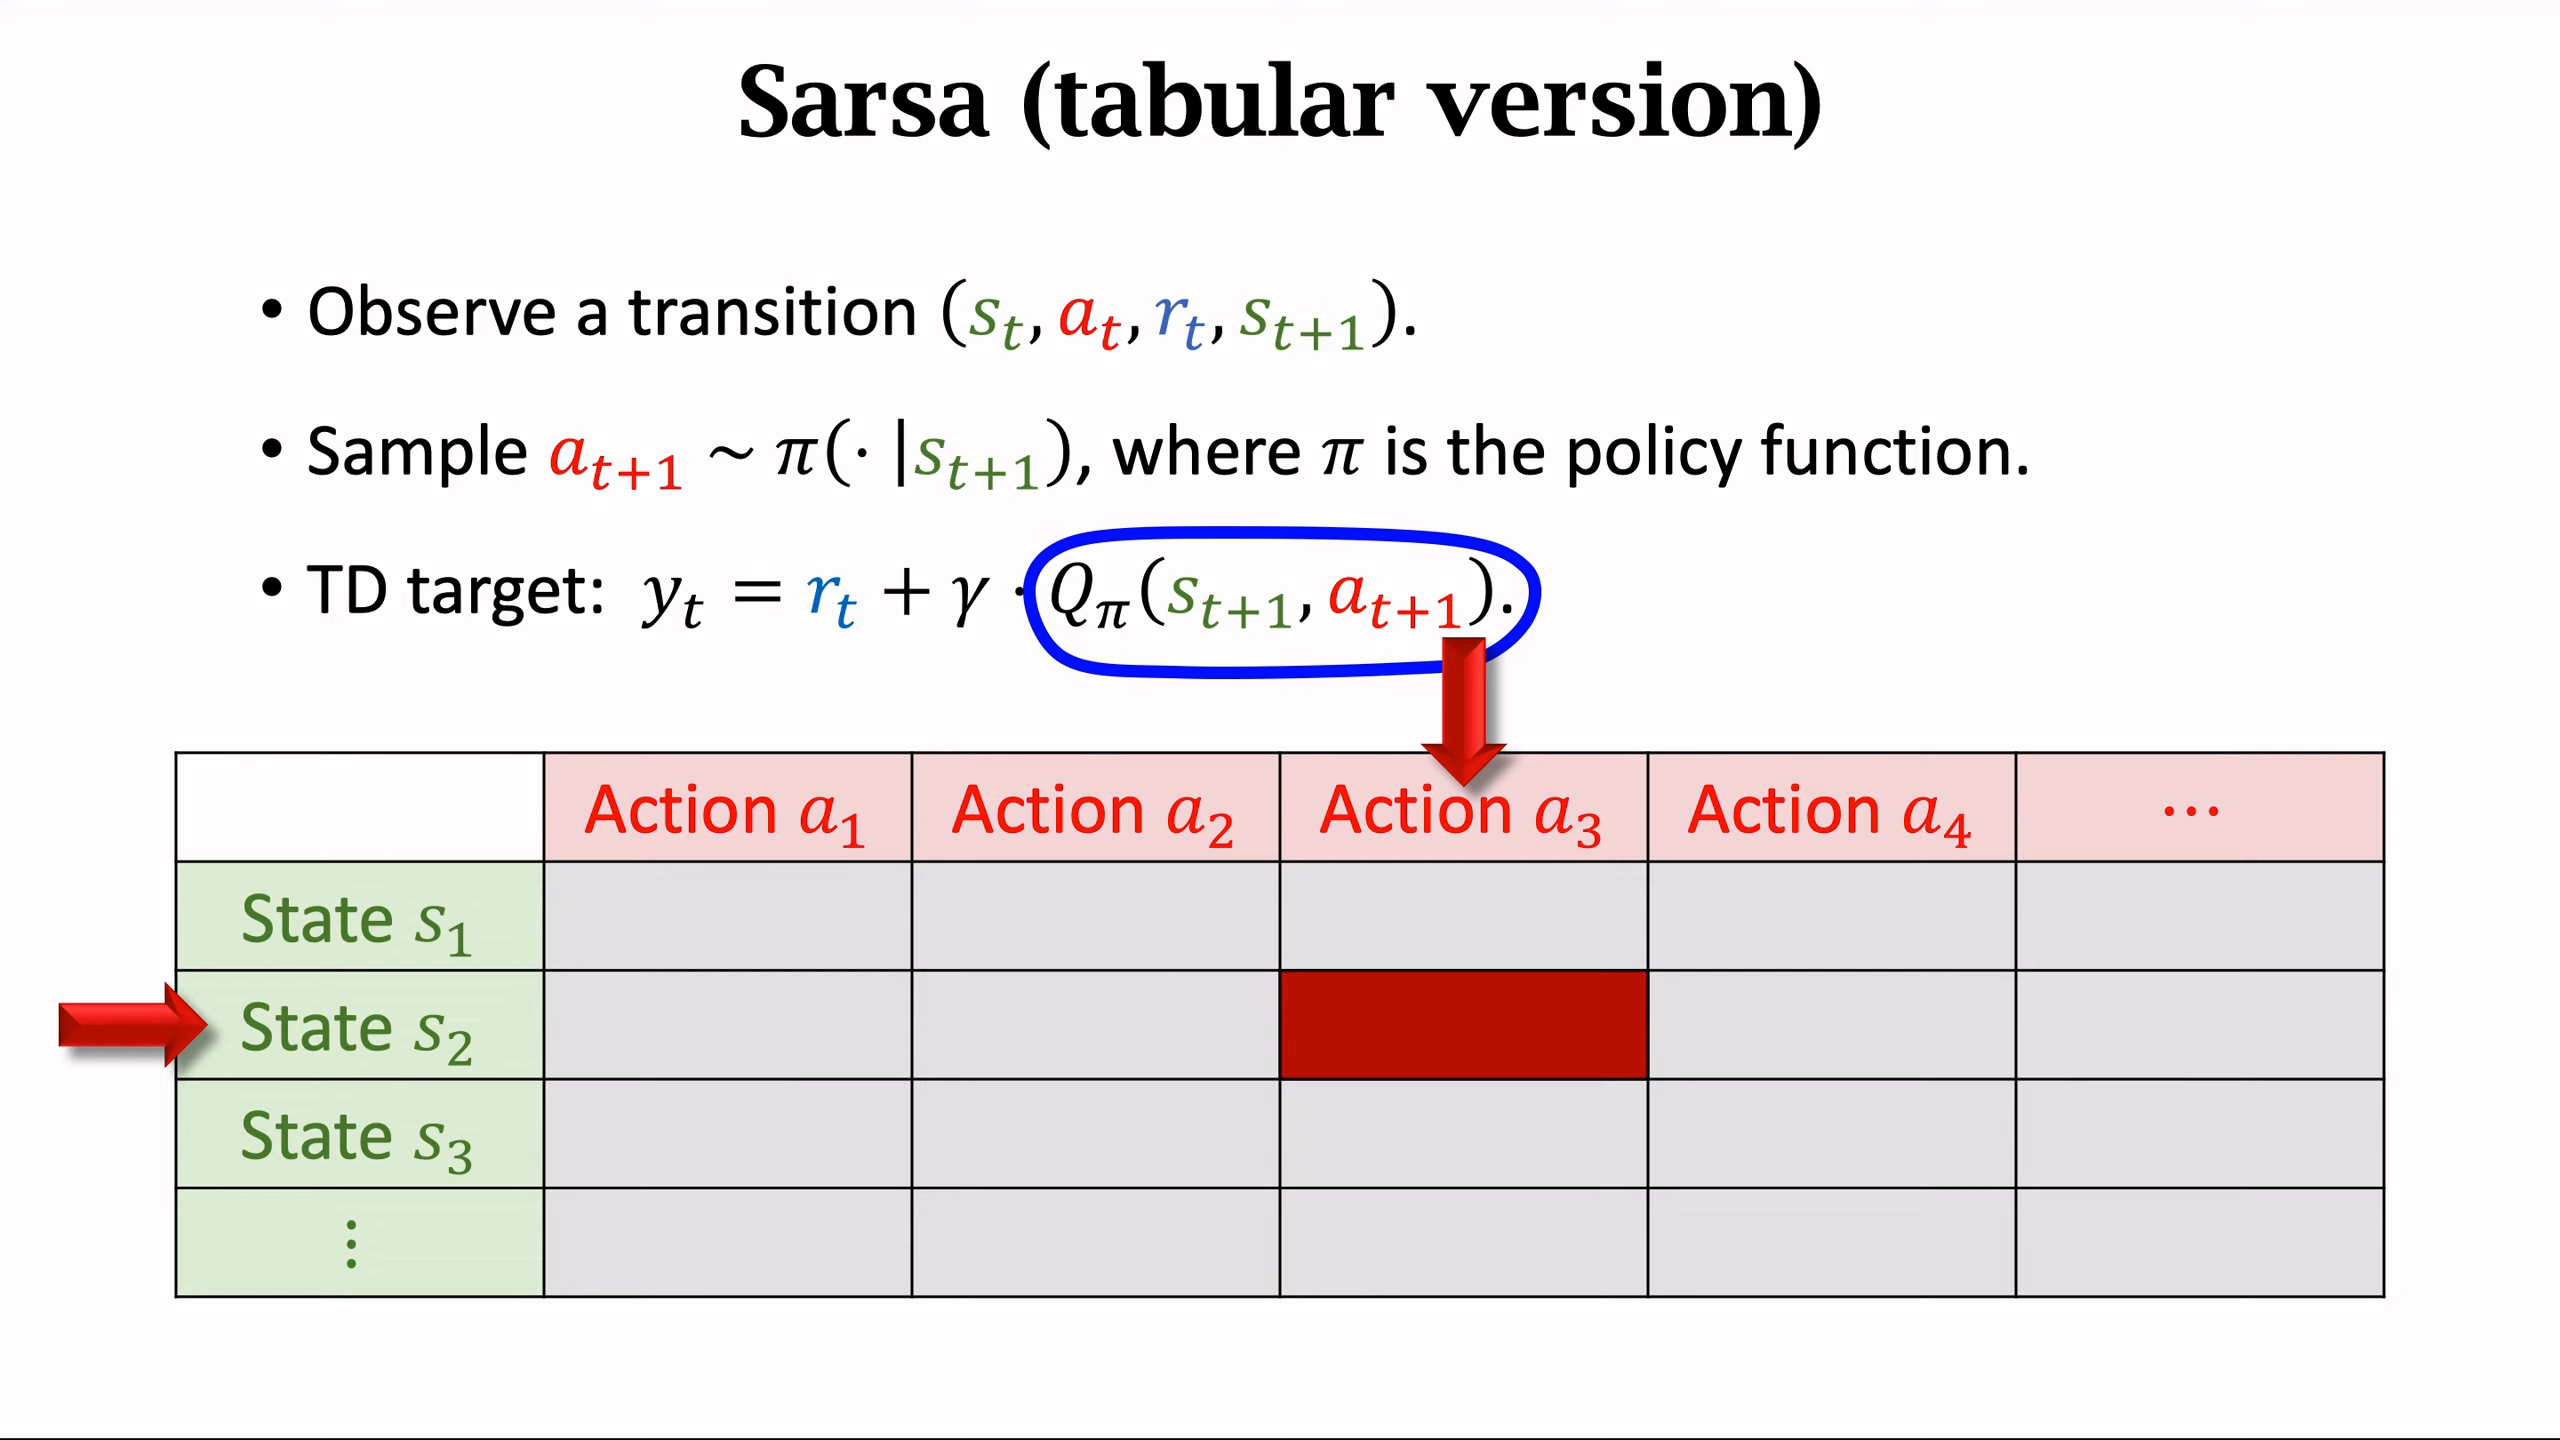 Sarsa (tabular version)
• Observe a transition (s_t, a_t, r_t, s_{t+1}).
• Sample a_{t+1} ~ π(· |s_{t+1}), where π is the policy function.
• TD target: y_t = r_t + γ · Q_π(s_{t+1}, a_{t+1}).
Action a_1 Action a_2 Action a_3 Action a_4 ⋯
State s_1
State s_2
State s_3
⋮